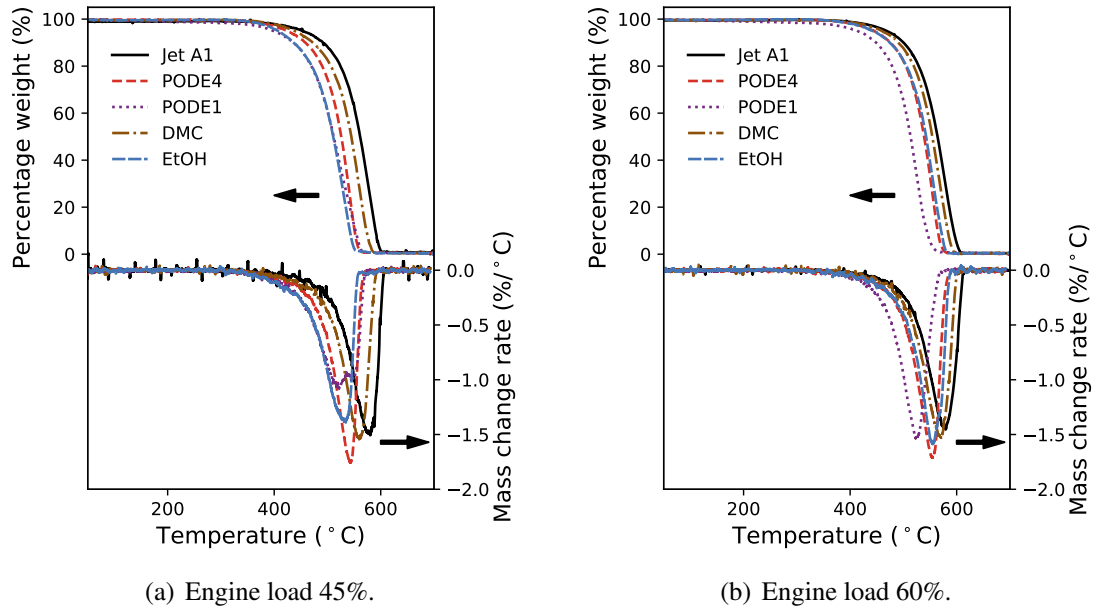 100
80
60
40
20
0
Percentage weight (%)
Jet A1
PODE4
PODE1
DMC
EtOH
0.0
−0.5
−1.0
−1.5
−2.0
Mass change rate (%/°C)
200
400
600
Temperature (°C)
(a) Engine load 45%.
100
80
60
40
20
0
Percentage weight (%)
Jet A1
PODE4
PODE1
DMC
EtOH
0.0
−0.5
−1.0
−1.5
−2.0
Mass change rate (%/°C)
200
400
600
Temperature (°C)
(b) Engine load 60%.